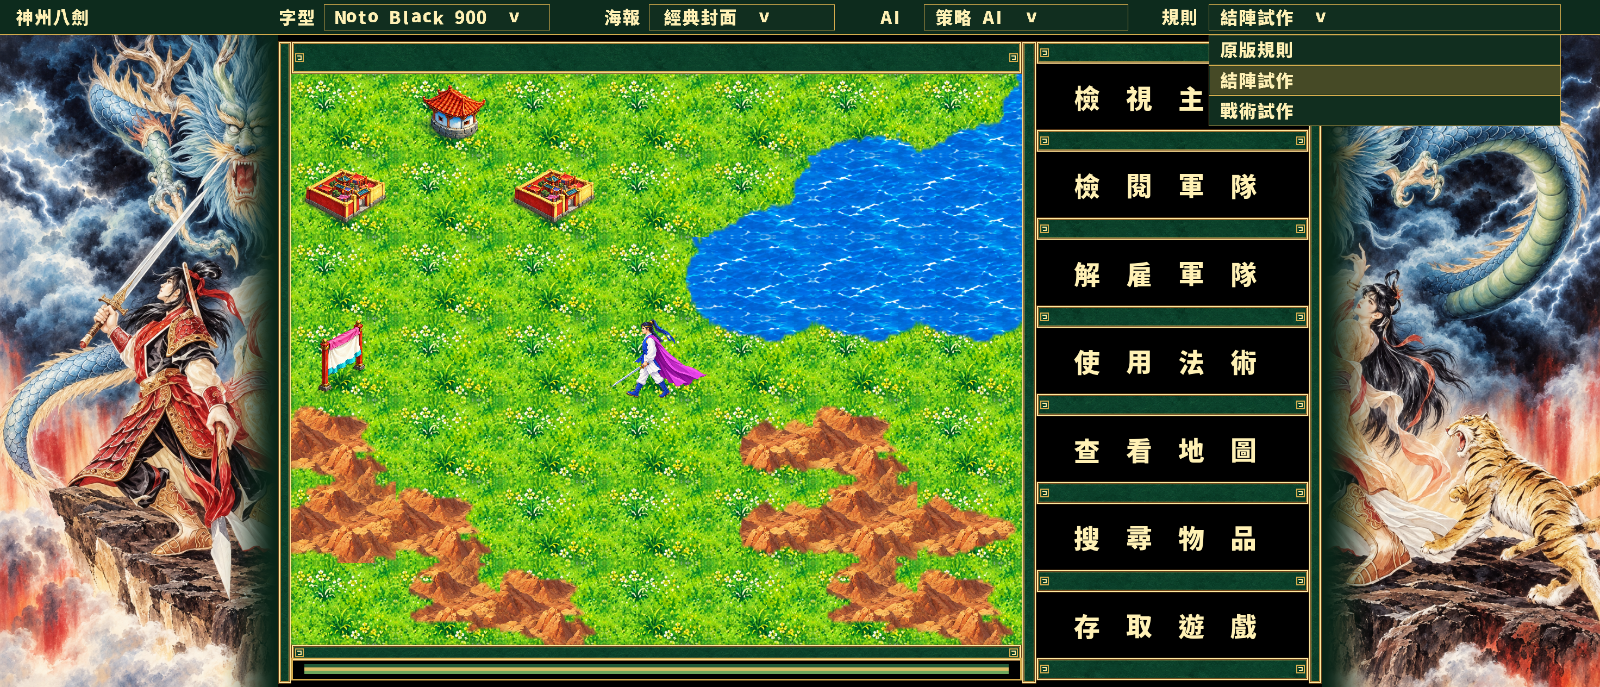 神州八劍 字型 Noto Black 900 v 海報 經典封面 v AI 策略 AI v 規則 結陣試作 v
原版規則
結陣試作
戰術試作
檢視主
檢閱軍隊
解雇軍隊
使用法術
查看地圖
搜尋物品
存取遊戲